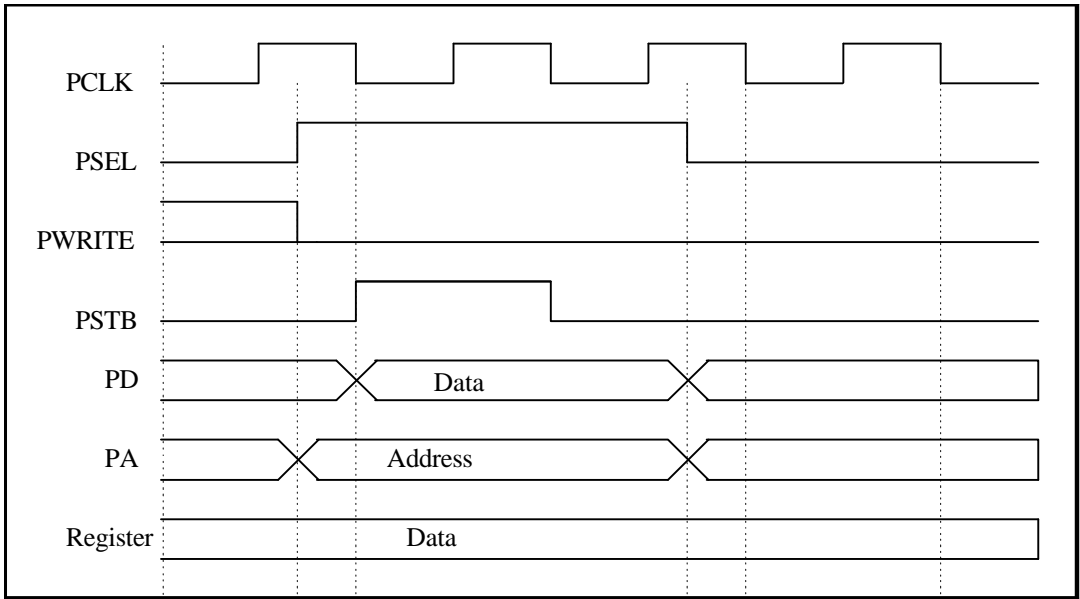 PCLK
PSEL
PWRITE
PSTB
PD Data
PA Address
Register Data